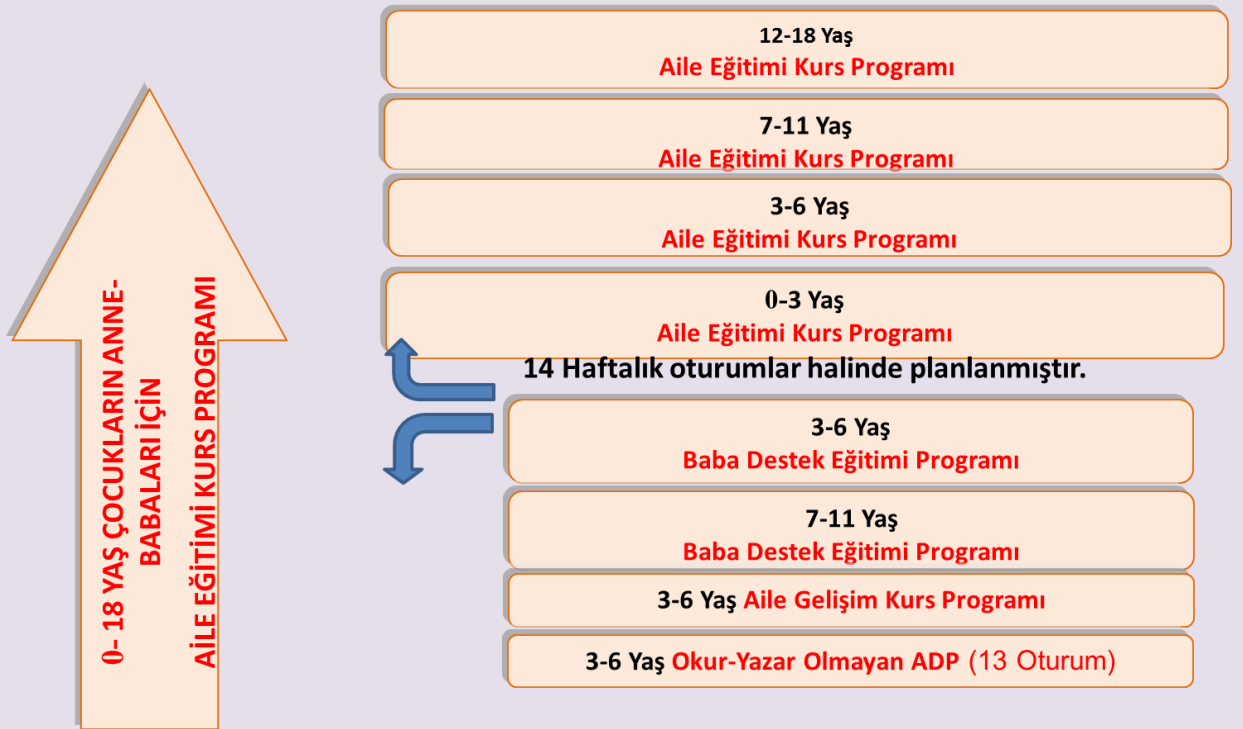 12-18 Yaş
Aile Eğitimi Kurs Programı
7-11 Yaş
Aile Eğitimi Kurs Programı
3-6 Yaş
Aile Eğitimi Kurs Programı
0-3 Yaş
Aile Eğitimi Kurs Programı
14 Haftalık oturumlar halinde planlanmıştır.
3-6 Yaş
Baba Destek Eğitimi Programı
7-11 Yaş
Baba Destek Eğitimi Programı
3-6 Yaş Aile Gelişim Kurs Programı
3-6 Yaş Okur-Yazar Olmayan ADP (13 Oturum)
0- 18 YAŞ ÇOCUKLARIN ANNE-
BABALARI İÇİN
AİLE EĞİTİMİ KURS PROGRAMI